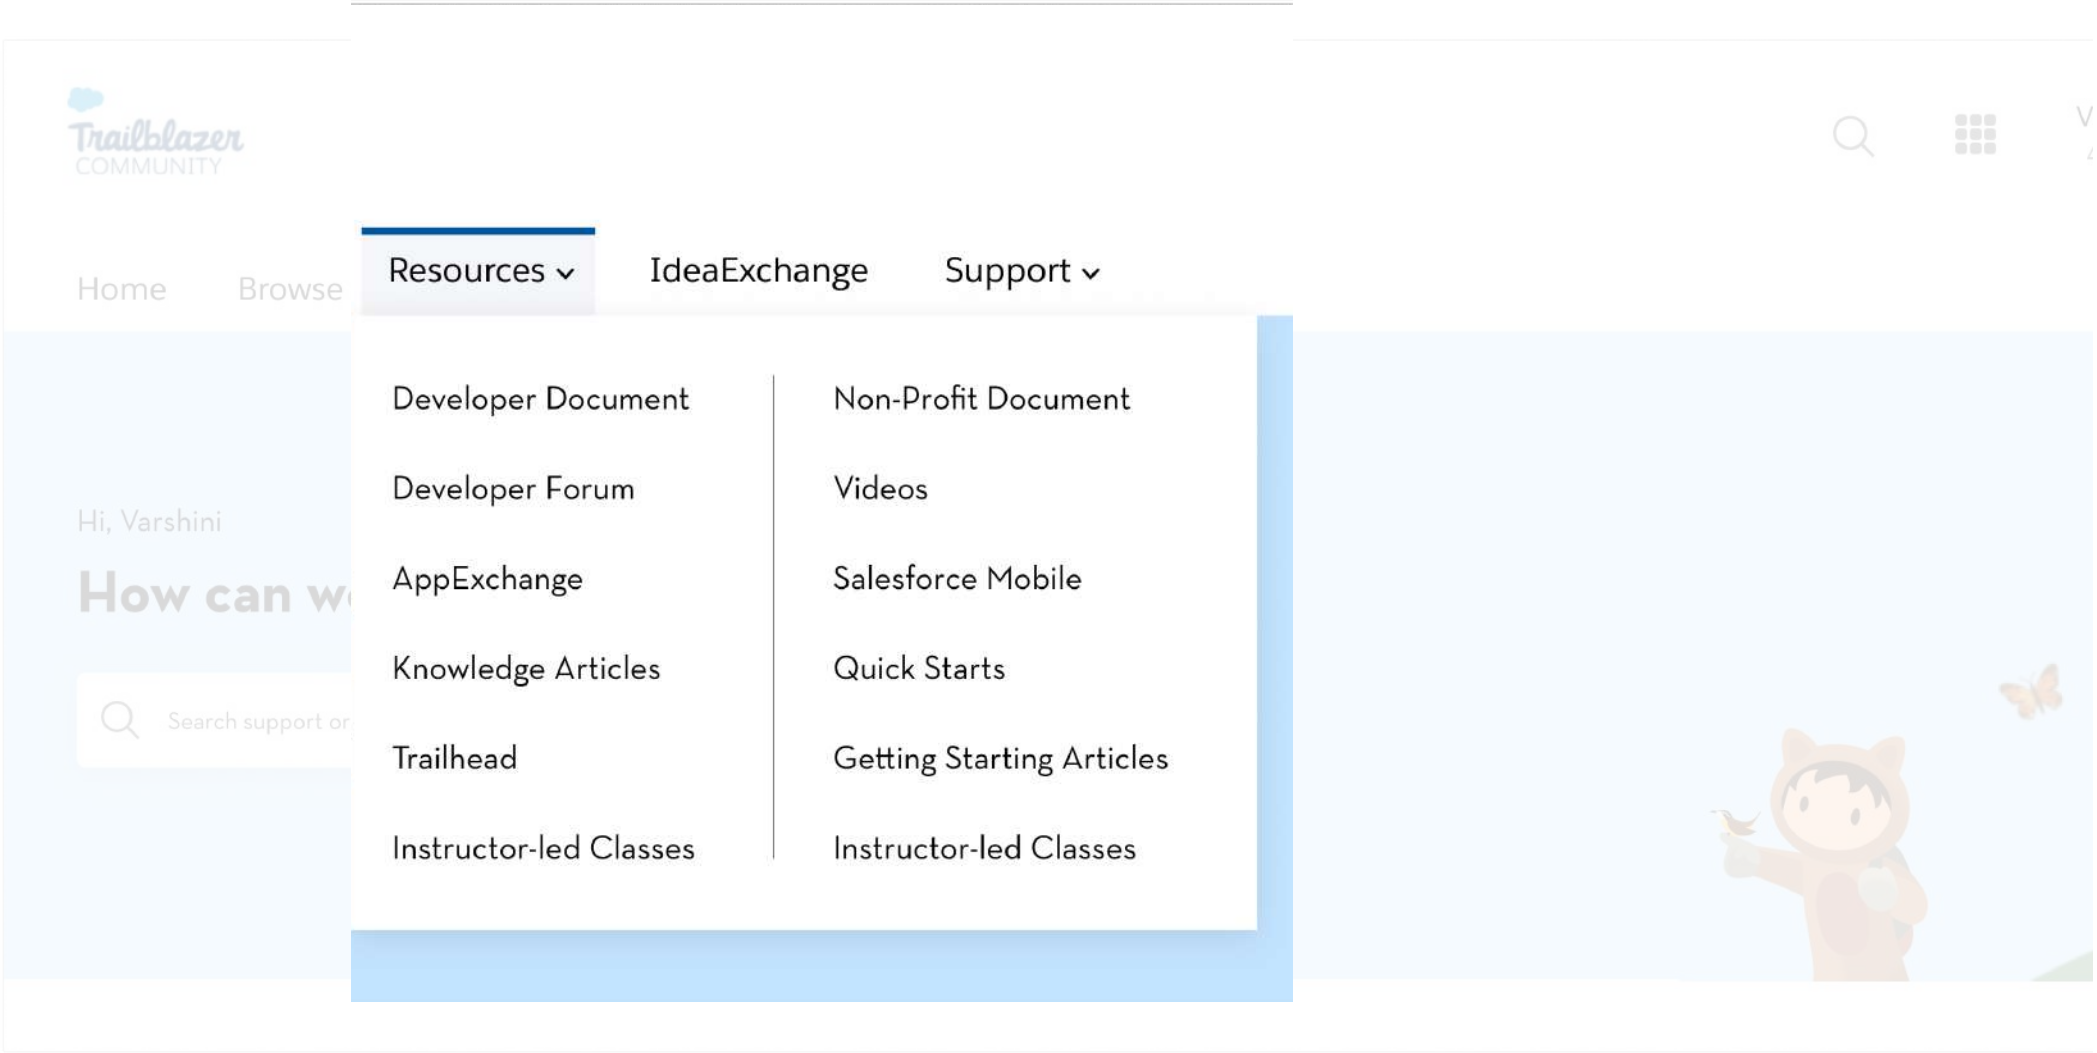 Trailblazer
COMMUNITY
V
Home Browse Resources IdeaExchange Support
Developer Document
Developer Forum
AppExchange
Knowledge Articles
Trailhead
Instructor-led Classes
Non-Profit Document
Videos
Salesforce Mobile
Quick Starts
Getting Starting Articles
Instructor-led Classes
Hi, Varshini
How can
Search support or